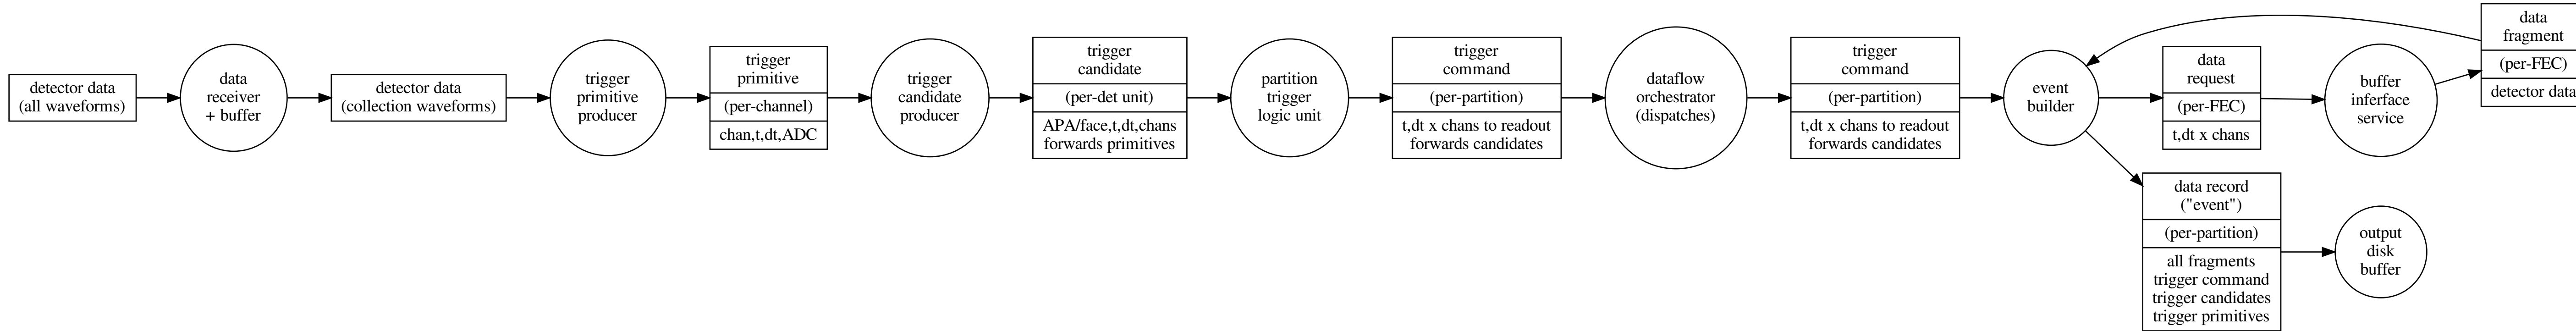 detector data
(all waveforms)
data
receiver
+ buffer
detector data
(collection waveforms)
trigger
primitive
producer
trigger
primitive
(per-channel)
chan,t,dt,ADC
trigger
candidate
producer
trigger
candidate
(per-det unit)
APA/face,t,dt,chans
forwards primitives
partition
trigger
logic unit
trigger
command
(per-partition)
t,dt x chans to readout
forwards candidates
dataflow
orchestrator
(dispatches)
trigger
command
(per-partition)
t,dt x chans to readout
forwards candidates
event
builder
data
request
(per-FEC)
t,dt x chans
buffer
inferface
service
data
fragment
(per-FEC)
detector data
data record
("event")
(per-partition)
all fragments
trigger command
trigger candidates
trigger primitives
output
disk
buffer